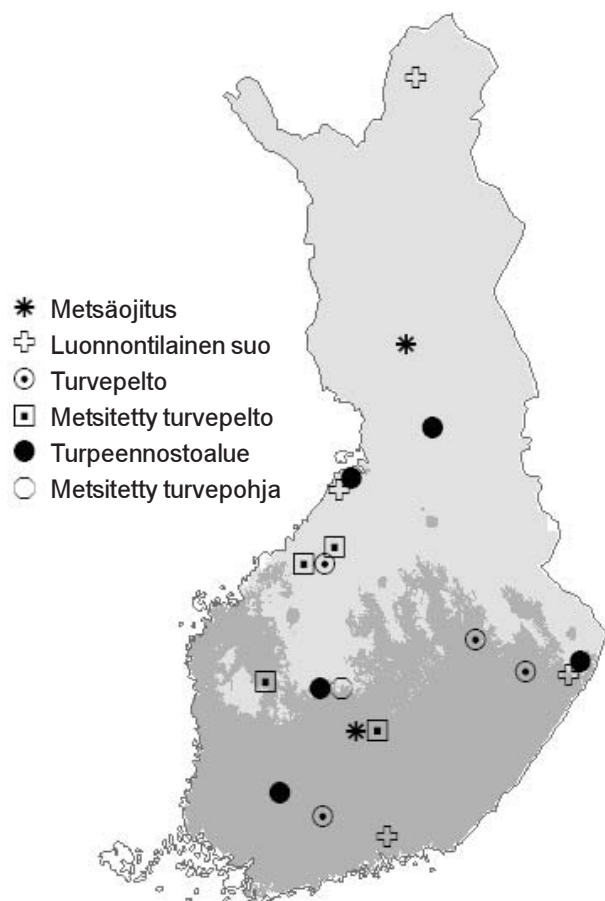 Metsäojitus
Luonnontilainen suo
Turvepelto
Metsitetty turvepelto
Turpeennostoalue
Metsitetty turvepohja